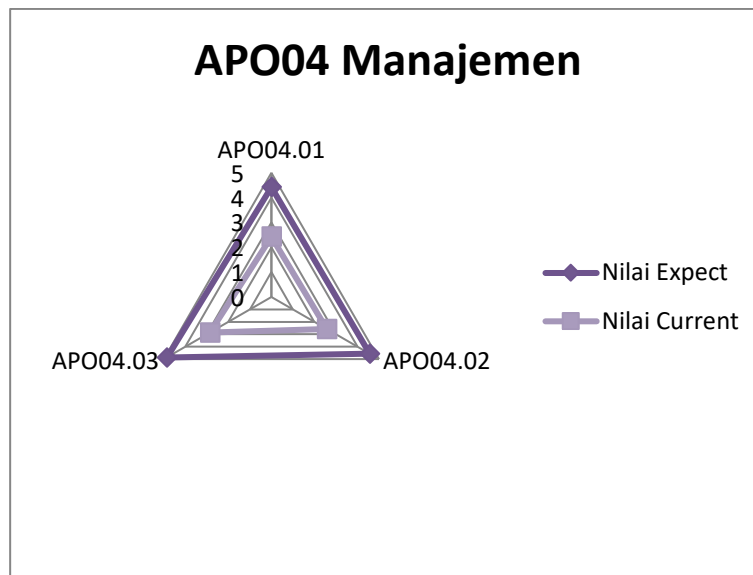 APO04 Manajemen
APO04.01
5
4
3
2
1
0
APO04.03
APO04.02
Nilai Expect
Nilai Current